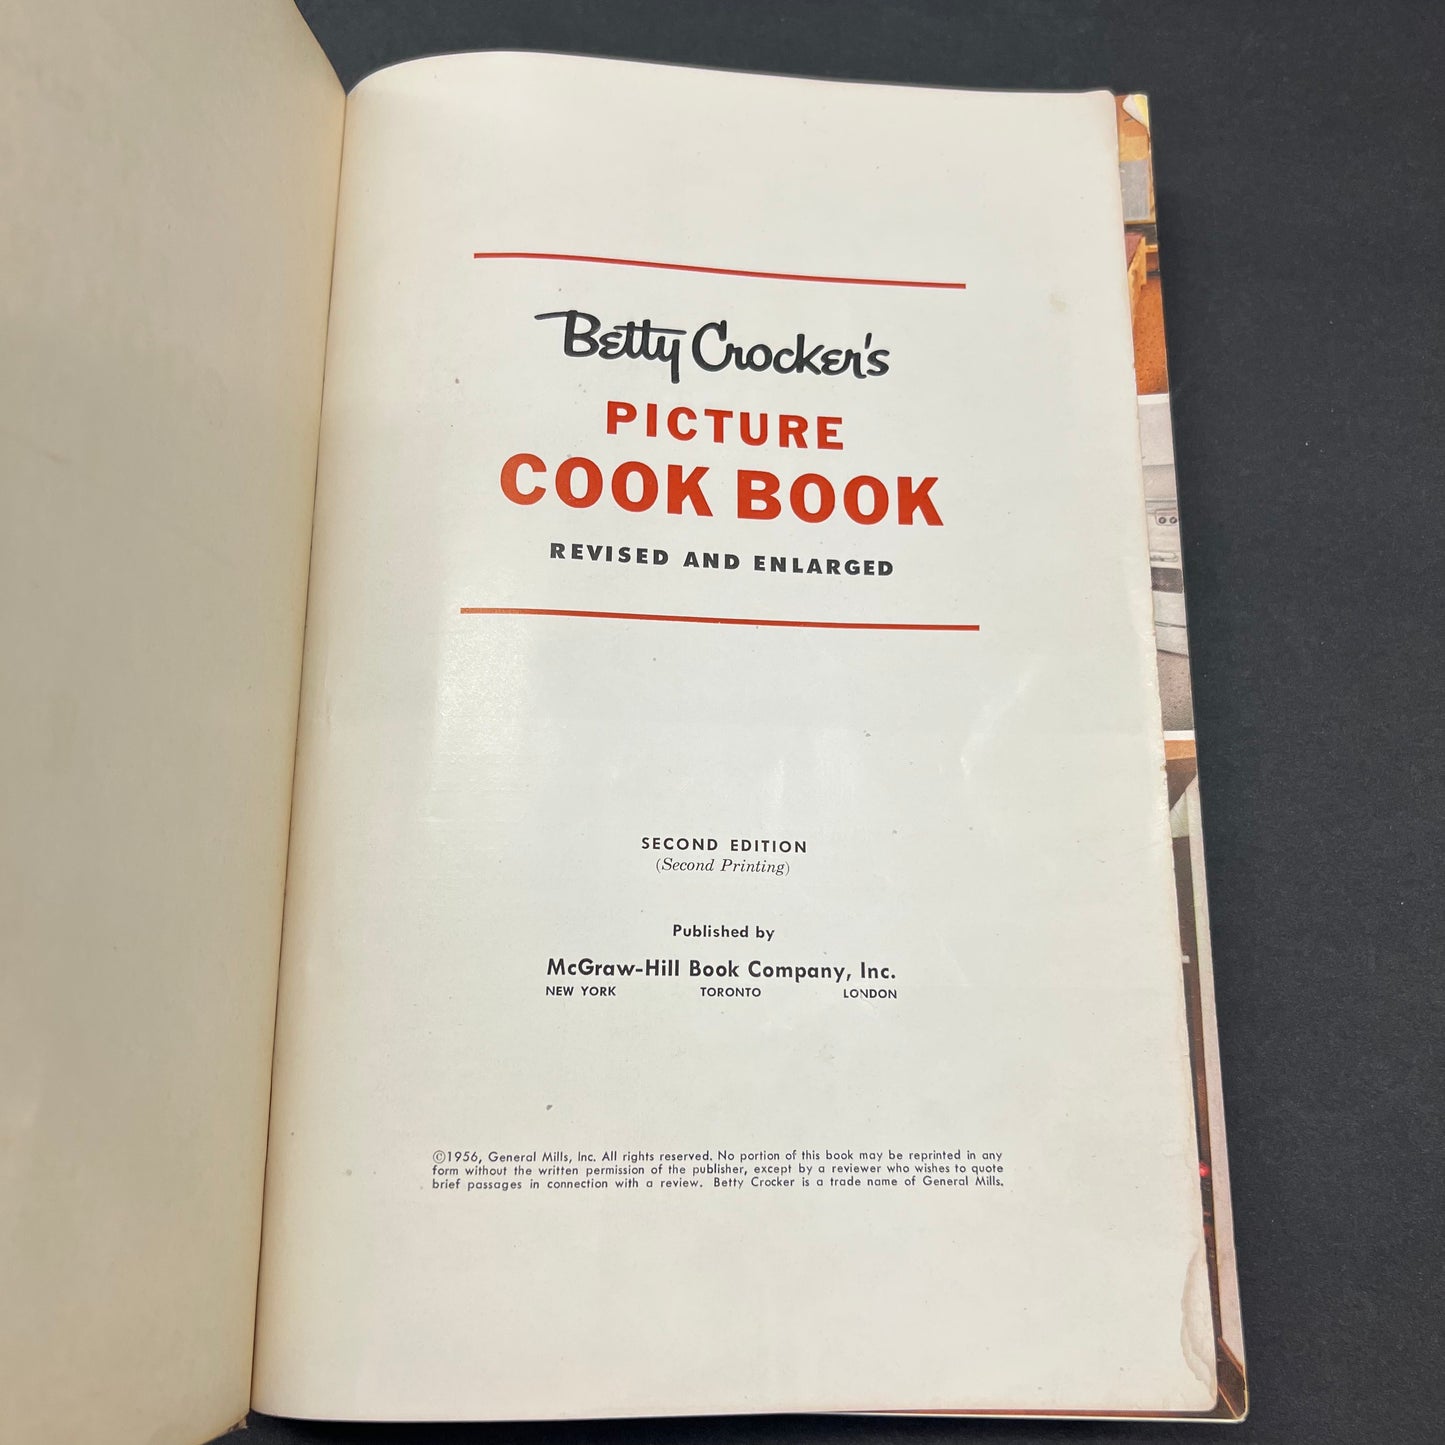 Betty Crocker's
PICTURE
COOK BOOK
REVISED AND ENLARGED
SECOND EDITION
(Second Printing)
Published by
McGraw-Hill Book Company, Inc.
NEW YORK TORONTO LONDON
©1956, General Mills, Inc. All rights reserved. No portion of this book may be reprinted in any
form without the written permission of the publisher, except by a reviewer who wishes to quote
brief passages in connection with a review. Betty Crocker is a trade name of General Mills.